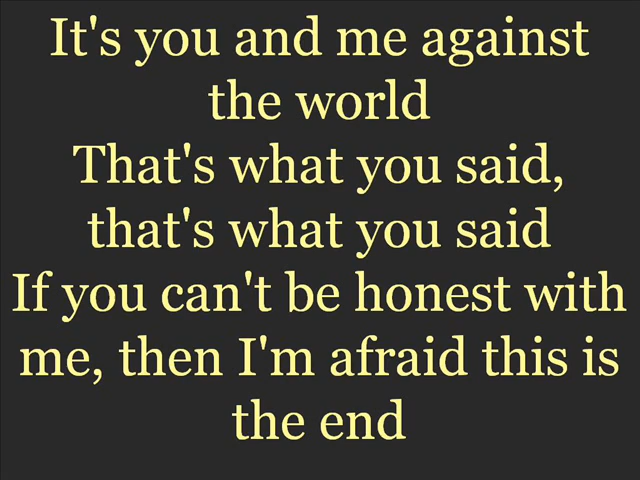 It's you and me against
the world
That's what you said,
that's what you said
If you can't be honest with
me, then I'm afraid this is
the end